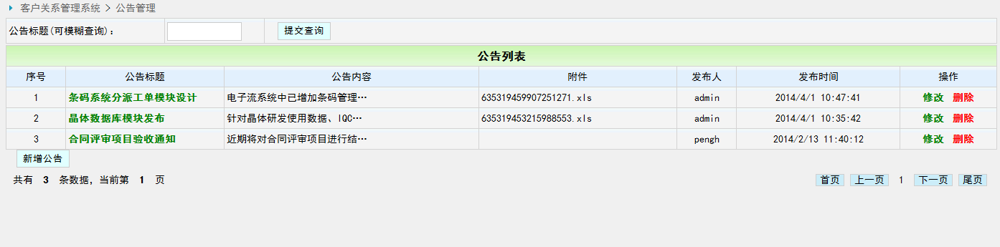 客户关系管理系统 > 公告管理
公告标题(可模糊查询): 提交查询
公告列表
序号 公告标题 公告内容 附件 发布人 发布时间 操作
1 条码系统分派工单模块设计 电子流系统中已增加条码管理… 635319459907251271.xls admin 2014/4/1 10:47:41 修改 删除
2 晶体数据库模块发布 针对晶体研发使用数据、IQC… 635319453215988553.xls admin 2014/4/1 10:35:42 修改 删除
3 合同评审项目验收通知 近期将对合同评审项目进行结… pengh 2014/2/13 11:40:12 修改 删除
新增公告
共有 3 条数据，当前第 1 页 首页 上一页 1 下一页 尾页